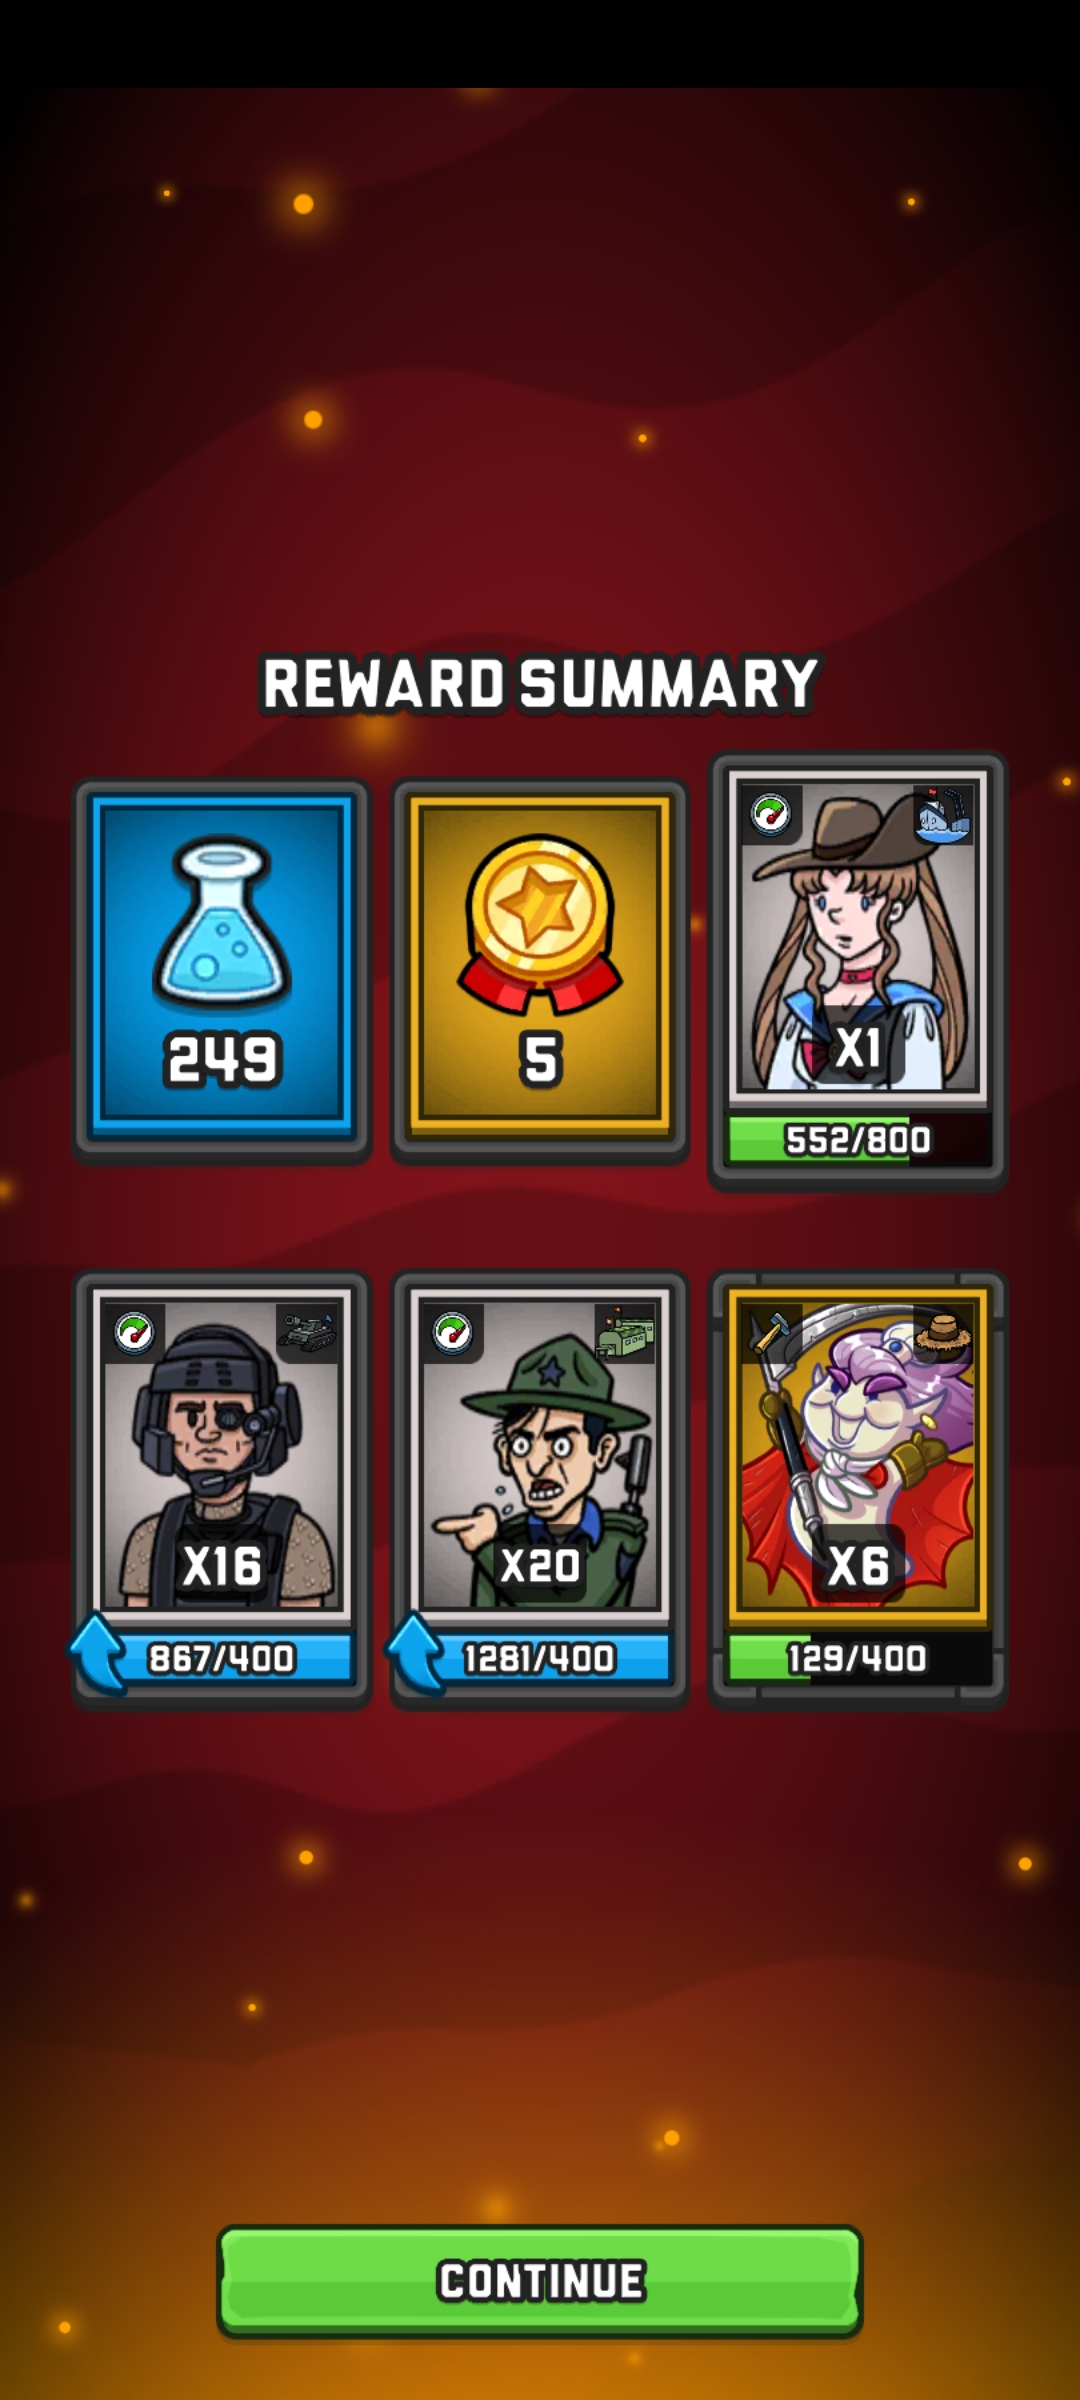 REWARD SUMMARY
249
5
X1
552/800
X16
867/400
X20
1281/400
X6
129/400
CONTINUE